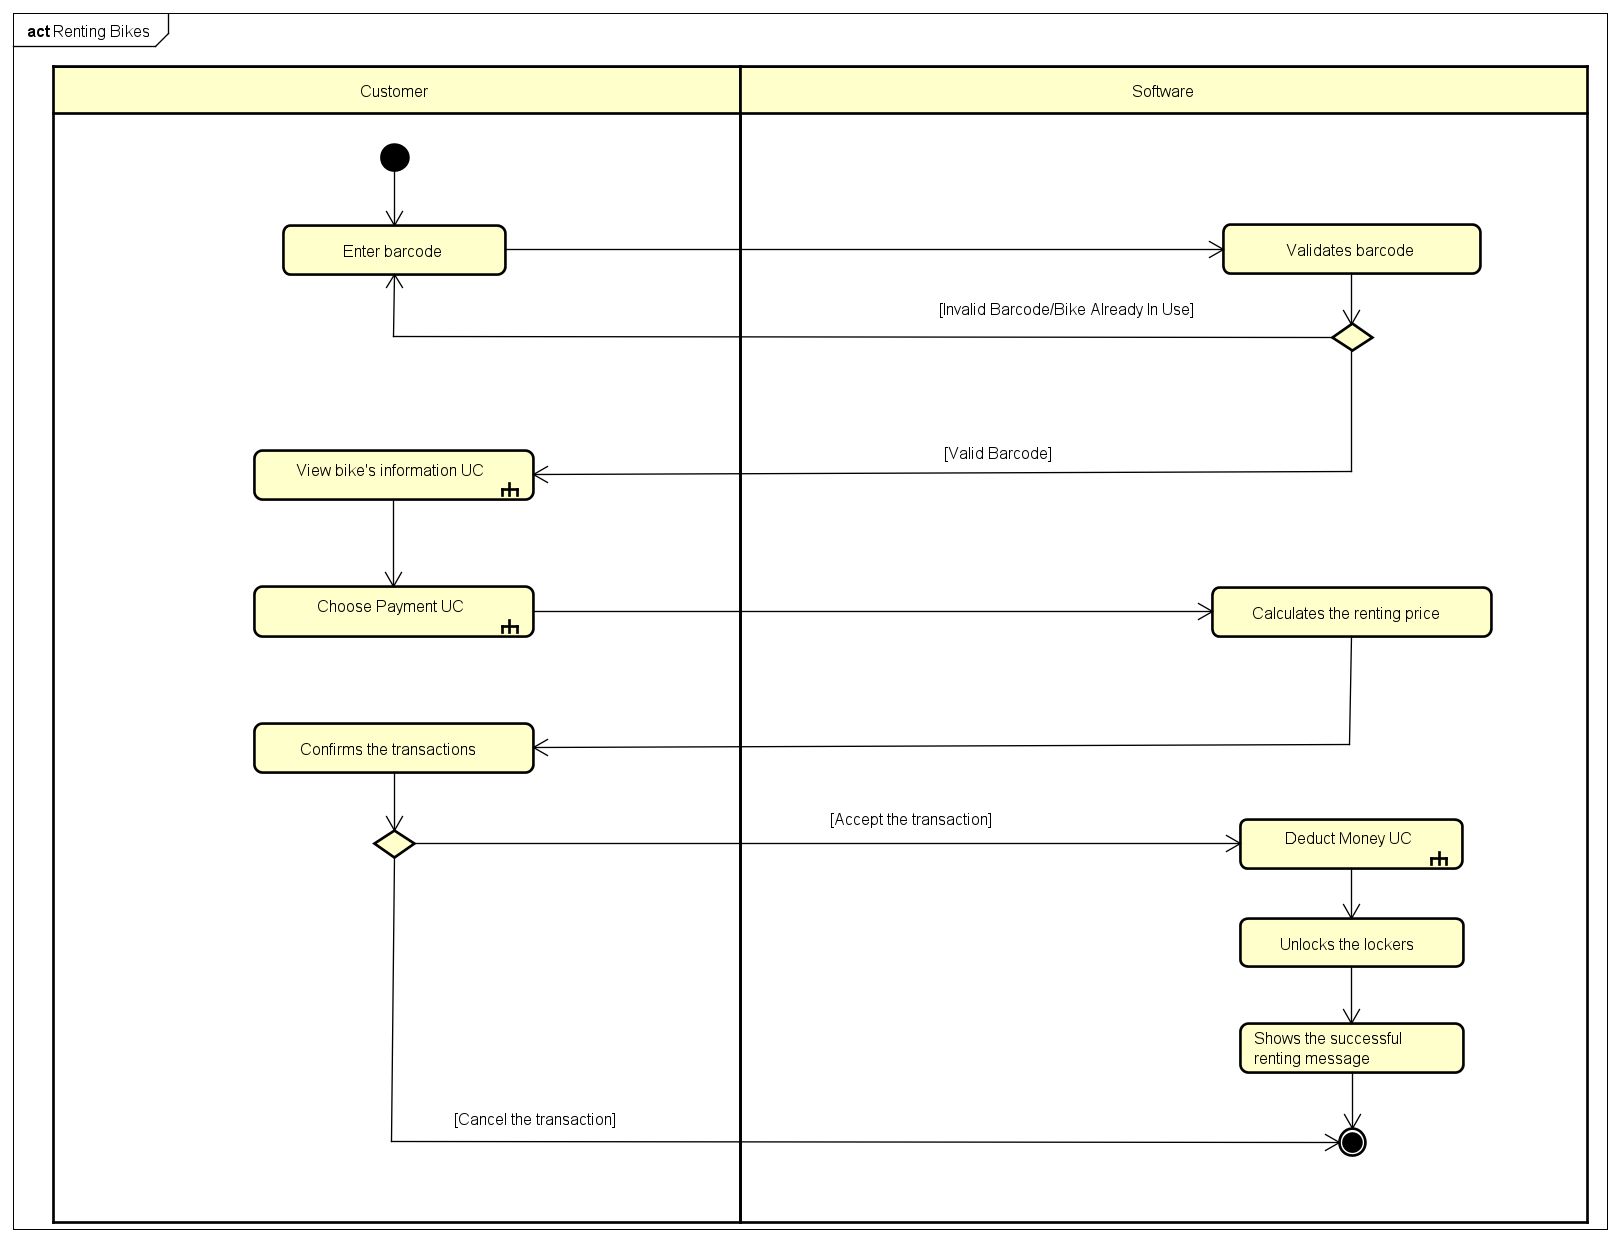 act Renting Bikes
Customer
Software
Enter barcode
Validates barcode
[Invalid Barcode/Bike Already In Use]
[Valid Barcode]
View bike's information UC
Choose Payment UC
Calculates the renting price
Confirms the transactions
[Accept the transaction]
Deduct Money UC
Unlocks the lockers
Shows the successful
renting message
[Cancel the transaction]